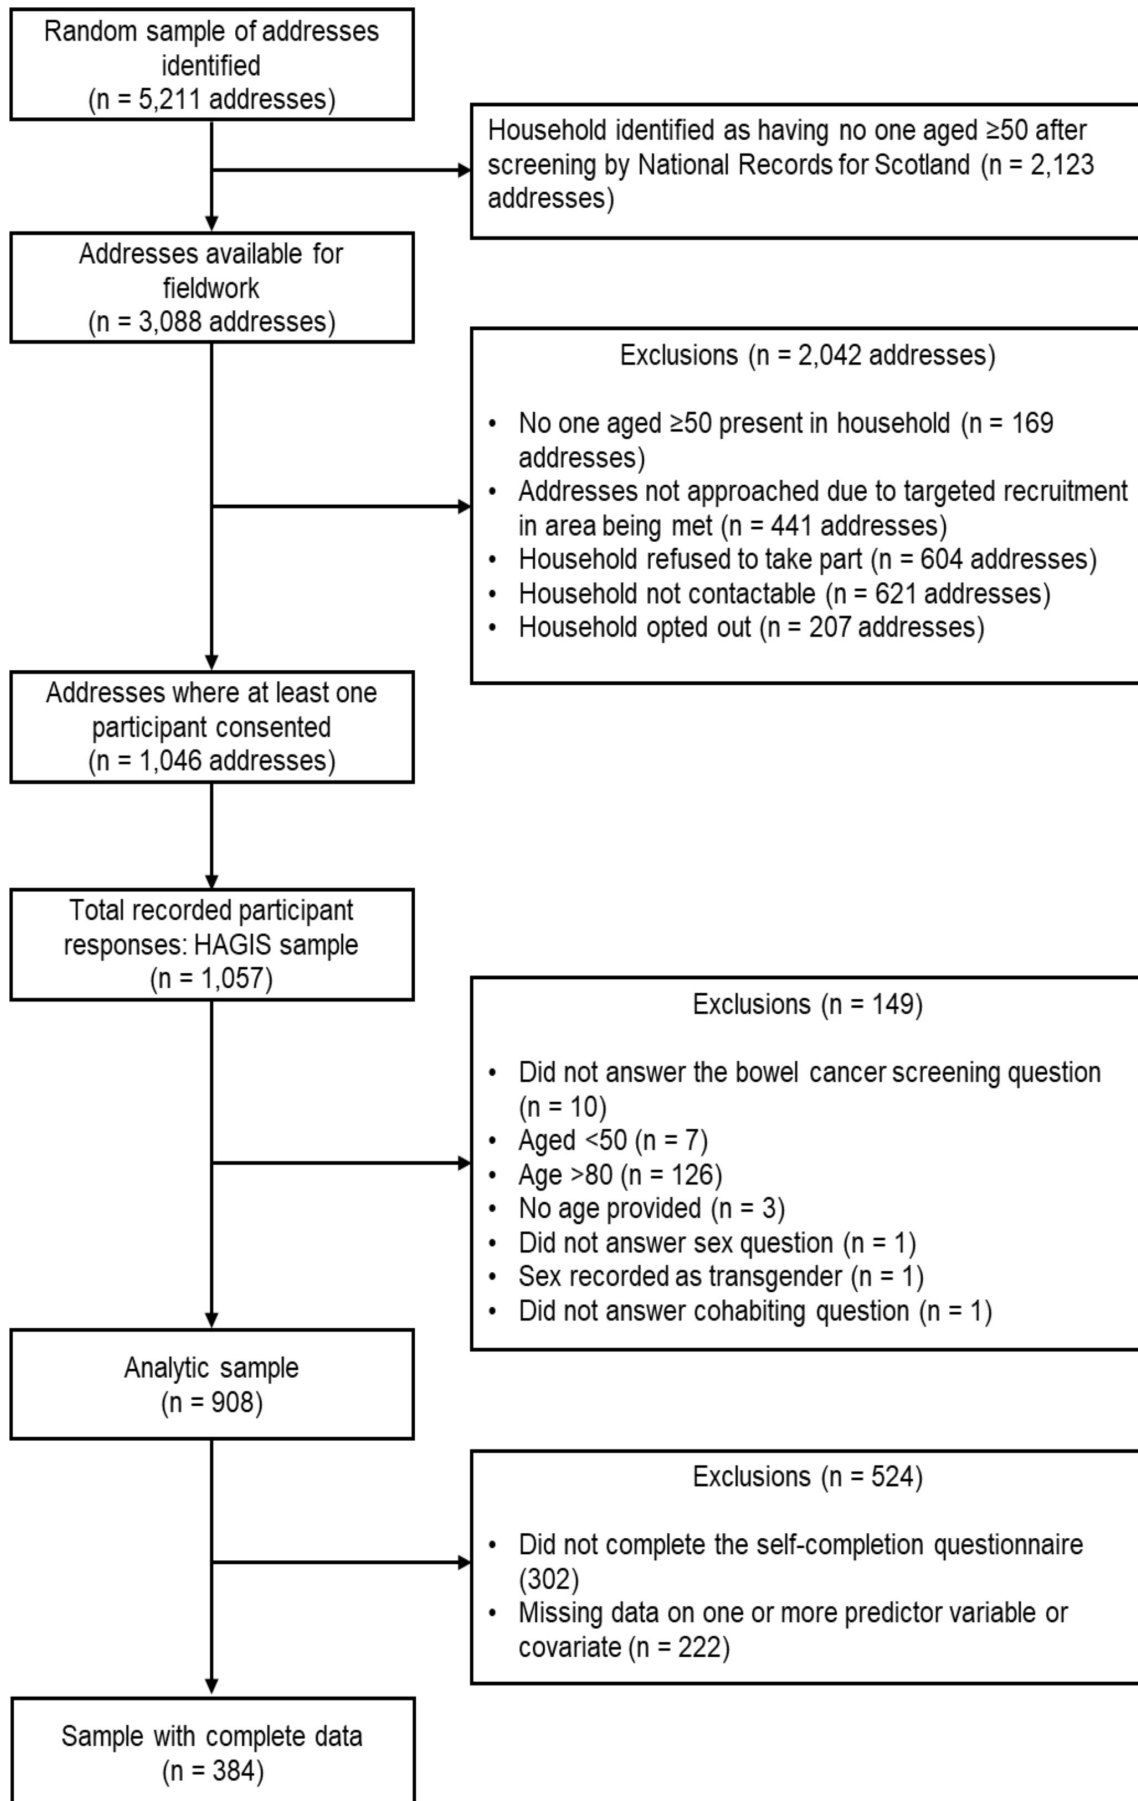 Random sample of addresses
identified
(n = 5,211 addresses)
Household identified as having no one aged ≥50 after
screening by National Records for Scotland (n = 2,123
addresses)
Addresses available for
fieldwork
(n = 3,088 addresses)
Exclusions (n = 2,042 addresses)
• No one aged ≥50 present in household (n = 169
addresses)
• Addresses not approached due to targeted recruitment
in area being met (n = 441 addresses)
• Household refused to take part (n = 604 addresses)
• Household not contactable (n = 621 addresses)
• Household opted out (n = 207 addresses)
Addresses where at least one
participant consented
(n = 1,046 addresses)
Total recorded participant
responses: HAGIS sample
(n = 1,057)
Exclusions (n = 149)
• Did not answer the bowel cancer screening question
(n = 10)
• Aged <50 (n = 7)
• Age >80 (n = 126)
• No age provided (n = 3)
• Did not answer sex question (n = 1)
• Sex recorded as transgender (n = 1)
• Did not answer cohabiting question (n = 1)
Analytic sample
(n = 908)
Exclusions (n = 524)
• Did not complete the self-completion questionnaire
(302)
• Missing data on one or more predictor variable or
covariate (n = 222)
Sample with complete data
(n = 384)